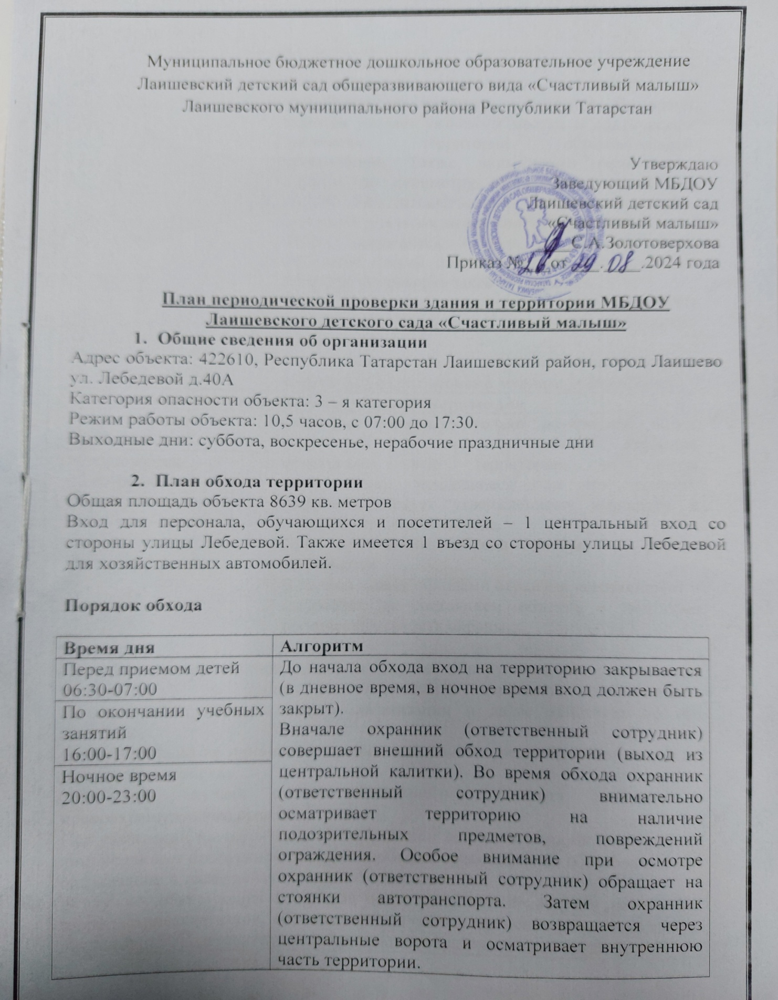 Муниципальное бюджетное дошкольное образовательное учреждение
Лаишевский детский сад общеразвивающего вида «Счастливый малыш»
Лаишевского муниципального района Республики Татарстан
Утверждаю
Заведующий МБДОУ
Лаишевский детский сад
«Счастливый малыш»
С.А.Золотоверхова
Приказ № 26 от 29.08.2024 года
План периодической проверки здания и территории МБДОУ
Лаишевского детского сада «Счастливый малыш»
1. Общие сведения об организации
Адрес объекта: 422610, Республика Татарстан Лаишевский район, город Лаишево
ул. Лебедевой д.40А
Категория опасности объекта: 3 – я категория
Режим работы объекта: 10,5 часов, с 07:00 до 17:30.
Выходные дни: суббота, воскресенье, нерабочие праздничные дни
2. План обхода территории
Общая площадь объекта 8639 кв. метров
Вход для персонала, обучающихся и посетителей – 1 центральный вход со
стороны улицы Лебедевой. Также имеется 1 въезд со стороны улицы Лебедевой
для хозяйственных автомобилей.
Порядок обхода
Время дня
Алгоритм
Перед приемом детей
06:30-07:00
По окончании учебных
занятий
16:00-17:00
Ночное время
20:00-23:00
До начала обхода вход на территорию закрывается
(в дневное время, в ночное время вход должен быть
закрыт).
Вначале охранник (ответственный сотрудник)
совершает внешний обход территории (выход из
центральной калитки). Во время обхода охранник
(ответственный сотрудник) внимательно
осматривает территорию на наличие
подозрительных предметов, повреждений
ограждения. Особое внимание при осмотре
охранник (ответственный сотрудник) обращает на
стоянки автотранспорта. Затем охранник
(ответственный сотрудник) возвращается через
центральные ворота и осматривает внутреннюю
часть территории.